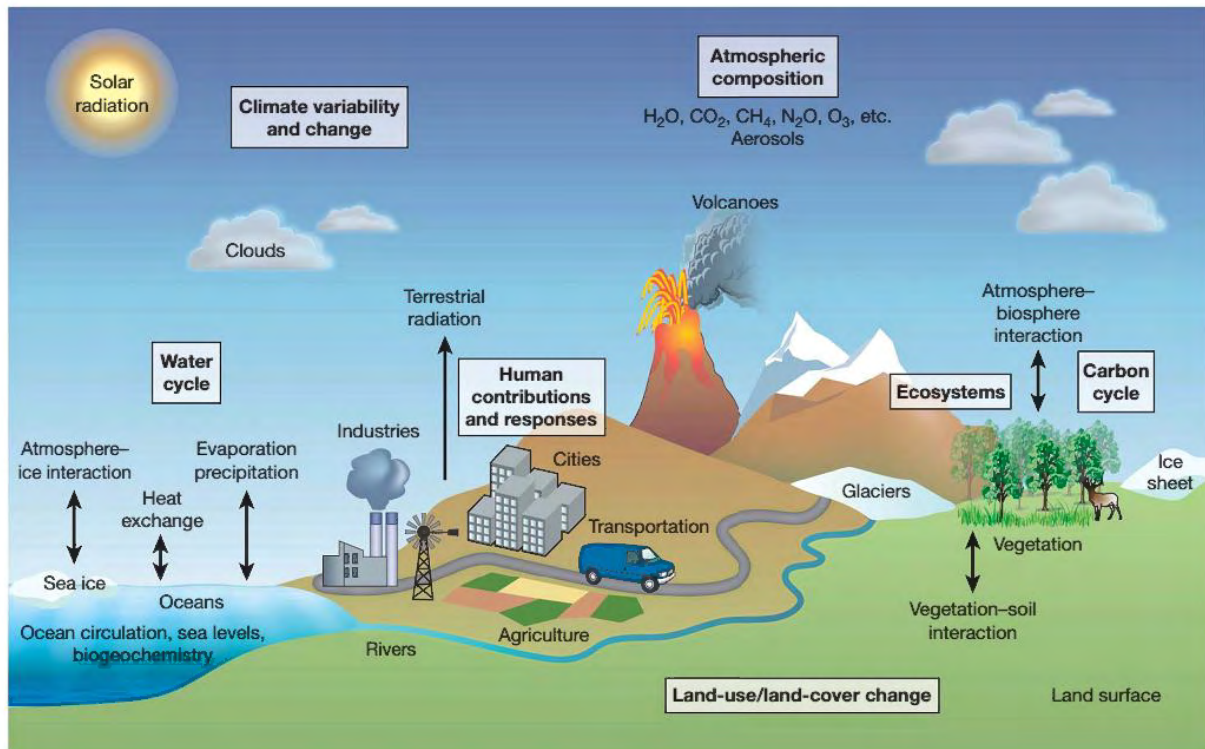 Solar
radiation
Climate variability
and change
Atmospheric
composition
H₂O, CO₂, CH₄, N₂O, O₃, etc.
Aerosols
Clouds
Volcanoes
Terrestrial
radiation
Atmosphere–
biosphere
interaction
Water
cycle
Human
contributions
and responses
Ecosystems
Carbon
cycle
Atmosphere–
ice interaction
Evaporation
precipitation
Heat
exchange
Industries
Cities
Transportation
Glaciers
Ice
sheet
Vegetation
Sea ice
Oceans
Ocean circulation, sea levels,
biogeochemistry
Rivers
Agriculture
Vegetation–soil
interaction
Land-use/land-cover change
Land surface